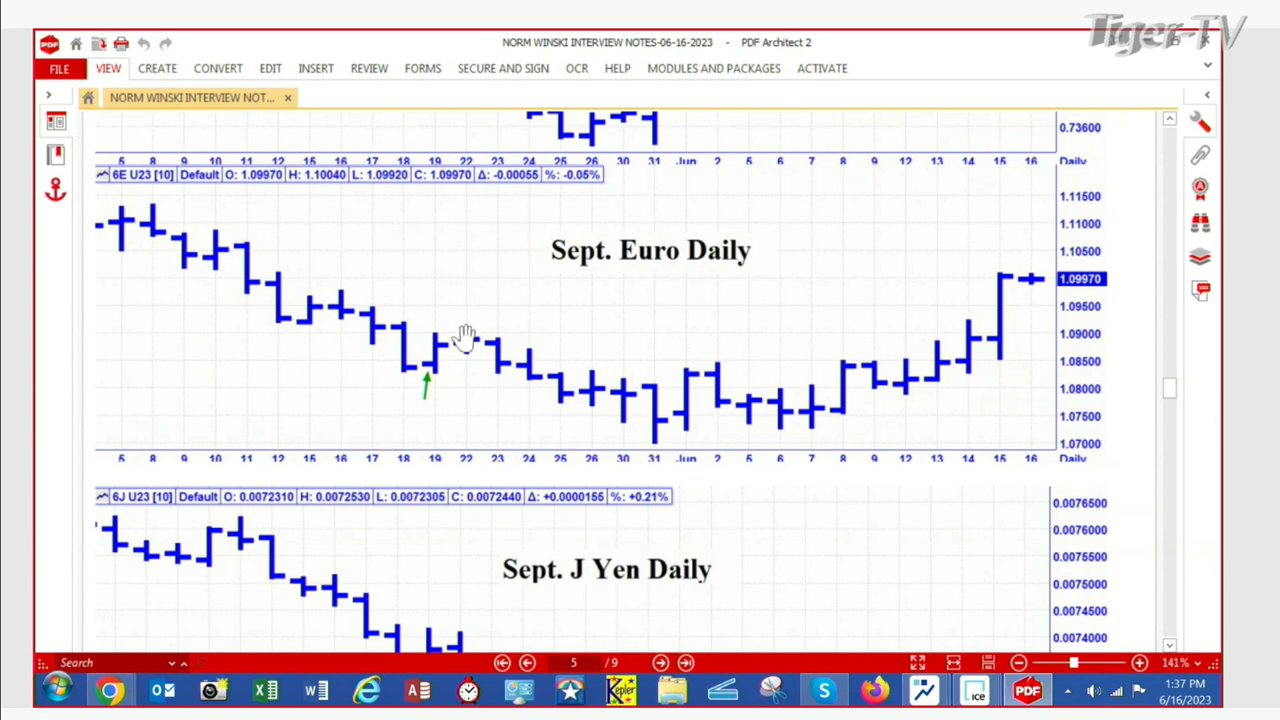 Tiger-TV
NORM WINSKI INTERVIEW NOTES-06-16-2023 - PDF Architect 2
FILE VIEW CREATE CONVERT EDIT INSERT REVIEW FORMS SECURE AND SIGN OCR HELP MODULES AND PACKAGES ACTIVATE
NORM WINSKI INTERVIEW NOT...
0.73600
5 8 9 10 11 12 15 16 17 18 19 22 23 24 25 26 30 31 Jun 2 5 6 7 8 9 12 13 14 15 16 Daily
6E U23 [10] Default O: 1.09970 H: 1.10040 L: 1.09920 C: 1.09970 Δ: -0.00055 %: -0.05%
1.11500
1.11000
Sept. Euro Daily
1.10500
1.09970
1.09500
1.09000
1.08500
1.08000
1.07500
1.07000
5 8 9 10 11 12 15 16 17 18 19 22 23 24 25 26 30 31 Jun 2 5 6 7 8 9 12 13 14 15 16 Daily
6J U23 [10] Default O: 0.0072310 H: 0.0072530 L: 0.0072305 C: 0.0072440 Δ: +0.0000155 %: +0.21%
0.0076500
0.0076000
0.0075500
Sept. J Yen Daily
0.0075000
0.0074500
0.0074000
Search 5 / 9 141%
Kepler ice PDF 1:37 PM
6/16/2023